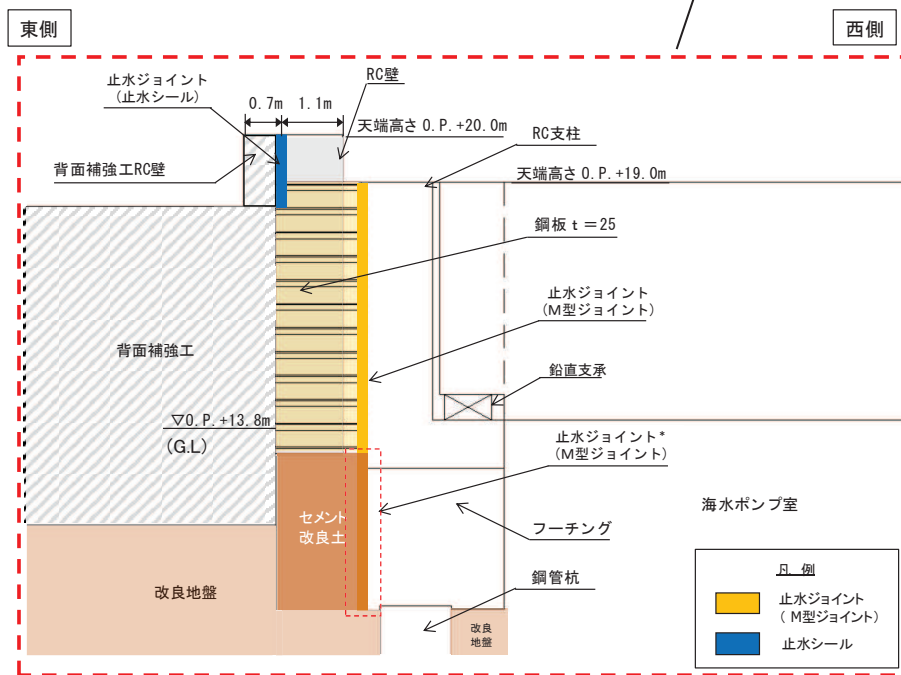 東側
西側
止水ジョイント
(止水シール)
0.7m
1.1m
RC壁
天端高さ O.P.+20.0m
RC支柱
背面補強工RC壁
天端高さ O.P.+19.0m
鋼板 t＝25
止水ジョイント
(M型ジョイント)
背面補強工
鉛直支承
▽O.P.+13.8m
(G.L)
止水ジョイント*
(M型ジョイント)
セメント
改良土
海水ポンプ室
フーチング
鋼管杭
改良地盤
改良
地盤
凡 例
止水ジョイント
( M型ジョイント)
止水シール